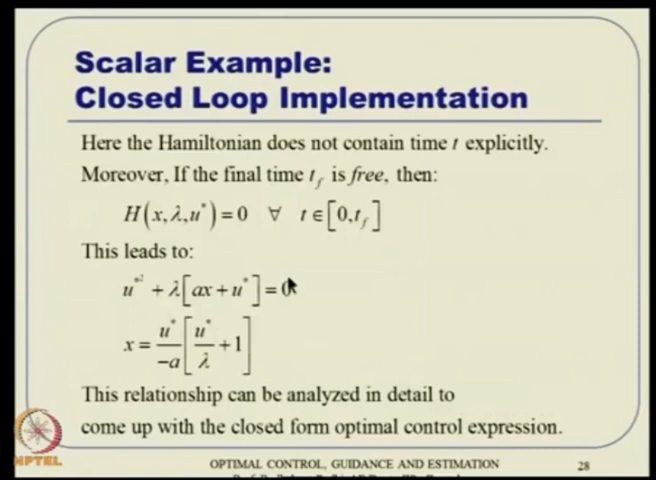 Scalar Example:
Closed Loop Implementation
Here the Hamiltonian does not contain time t explicitly.
Moreover, If the final time t_f is free, then:
H(x,λ,u*)=0 ∀ t∈[0,t_f]
This leads to:
u*² + λ[ax+u*]=0
x = u*/−a [u*/λ + 1]
This relationship can be analyzed in detail to
come up with the closed form optimal control expression.
NPTEL
OPTIMAL CONTROL, GUIDANCE AND ESTIMATION
28